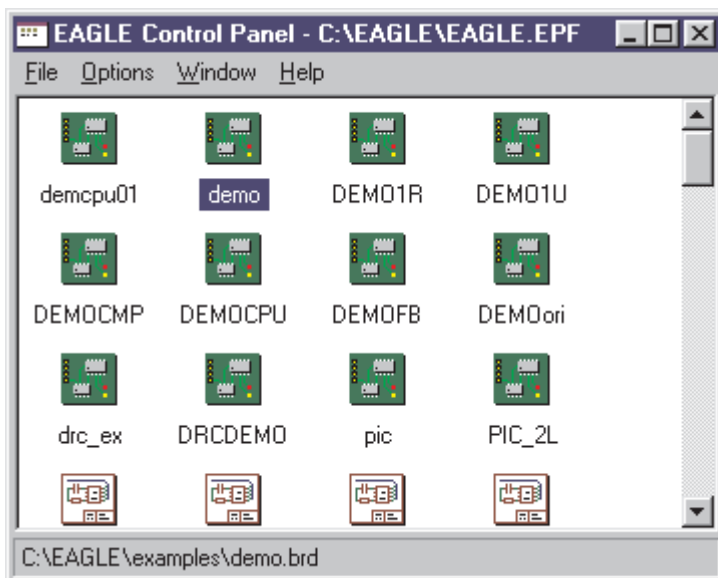 EAGLE Control Panel - C:\EAGLE\EAGLE.EPF
File Options Window Help
demcpu01 demo DEMO1R DEMO1U
DEMOCMP DEMOCPU DEMOFB DEMOori
drc_ex DRCDEMO pic PIC_2L
C:\EAGLE\examples\demo.brd